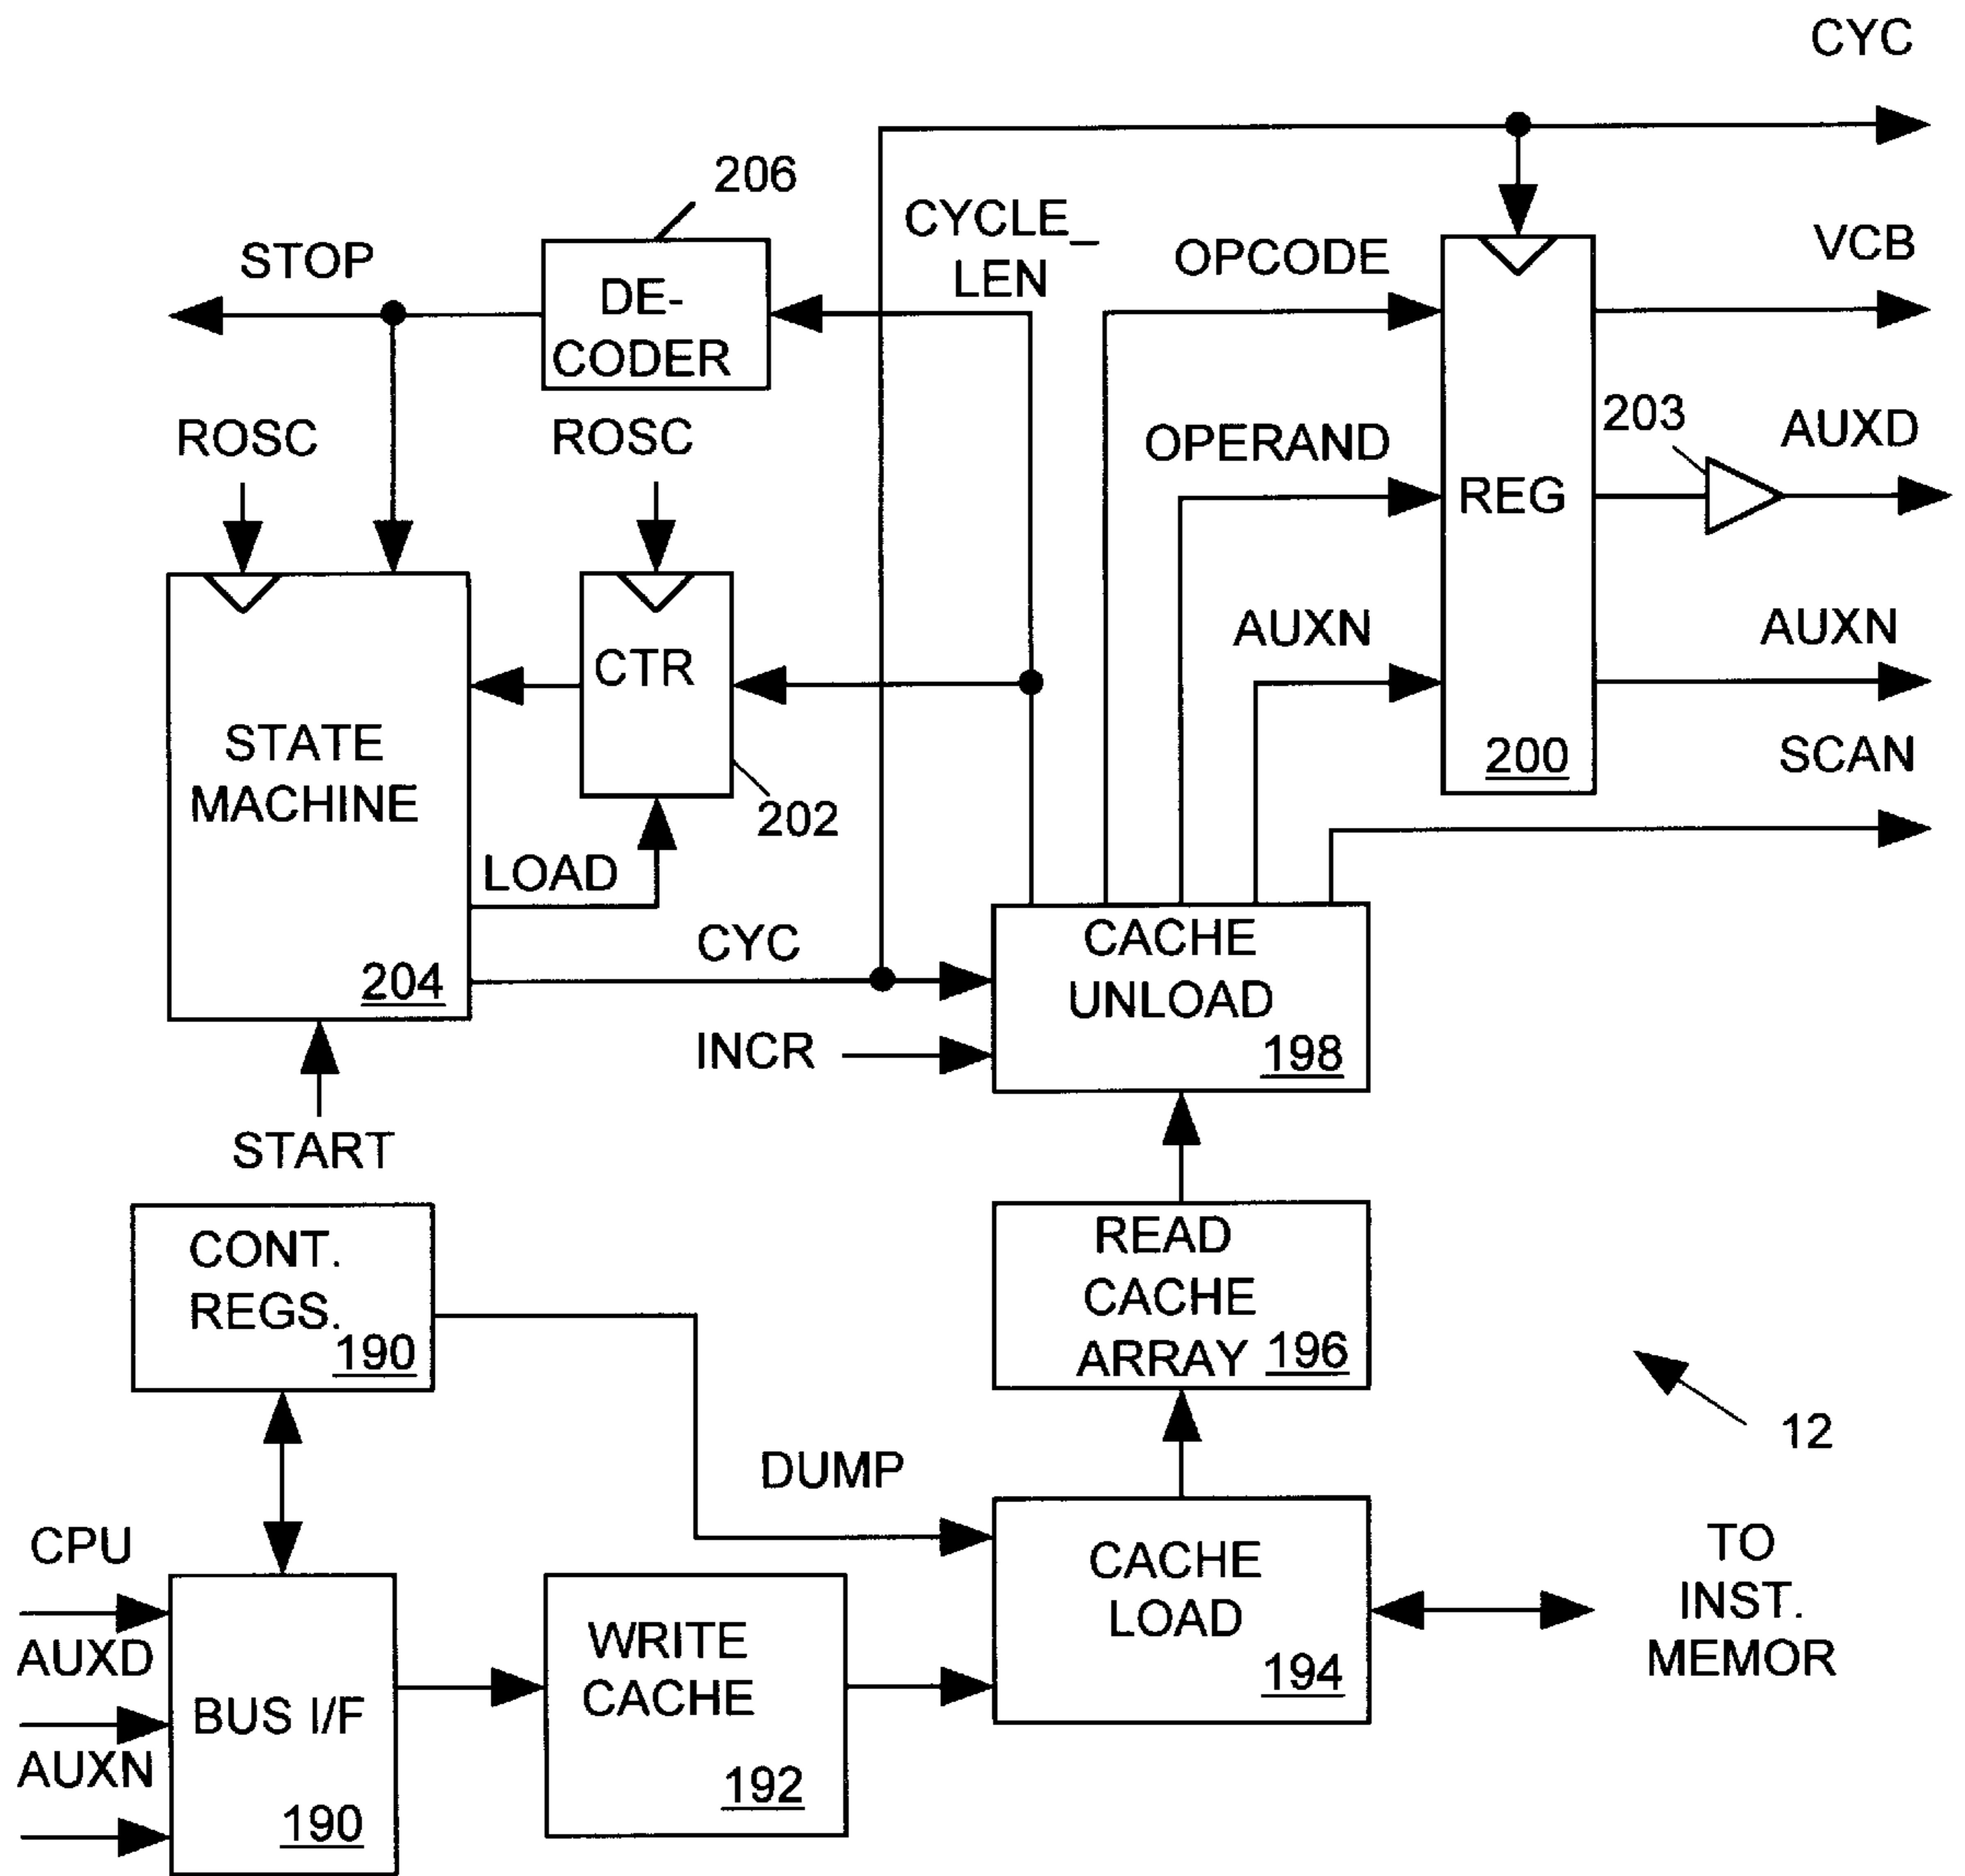 CYC
206
CYCLE_
LEN
STOP
DE-
CODER
OPCODE
VCB
ROSC
ROSC
OPERAND
203
AUXD
REG
CTR
AUXN
AUXN
STATE
MACHINE
200
SCAN
202
LOAD
CYC
204
CACHE
UNLOAD
198
INCR
START
CONT.
REGS.
190
READ
CACHE
ARRAY
196
12
DUMP
CPU
AUXD
AUXN
BUS I/F
190
WRITE
CACHE
192
CACHE
LOAD
194
TO
INST.
MEMOR